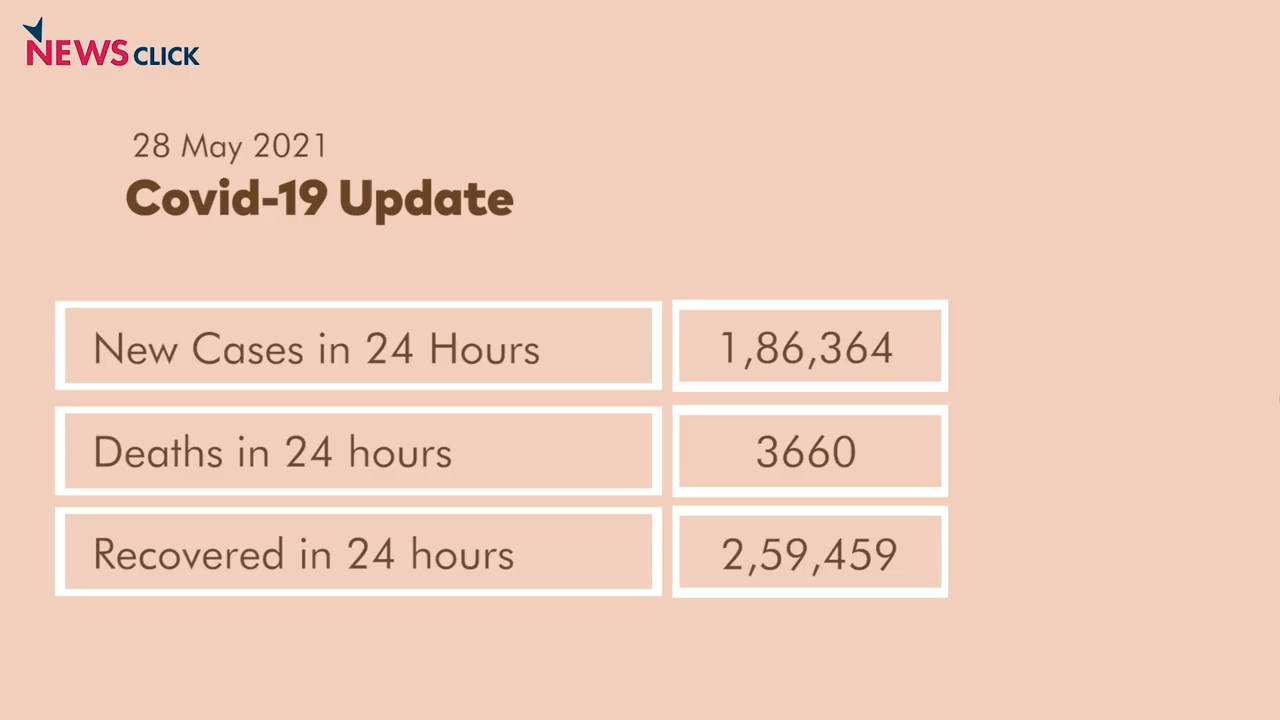 NEWSCLICK
28 May 2021
Covid-19 Update
New Cases in 24 Hours 1,86,364
Deaths in 24 hours 3660
Recovered in 24 hours 2,59,459